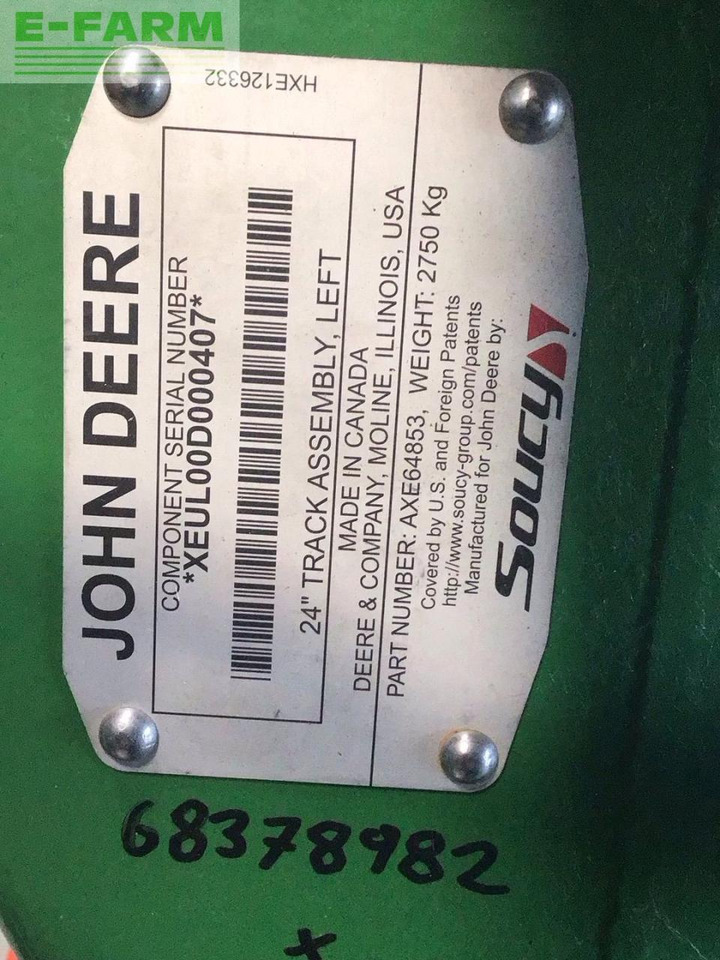 E-FARM
HXE126332
JOHN DEERE
COMPONENT SERIAL NUMBER
*XEUL00D000407*
24" TRACK ASSEMBLY, LEFT
MADE IN CANADA
DEERE & COMPANY, MOLINE, ILLINOIS, USA
PART NUMBER: AXE64853, WEIGHT: 2750 Kg
Covered by U.S. and Foreign Patents
http://www.soucy-group.com/patents
Manufactured for John Deere by:
Soucy
68378982
x